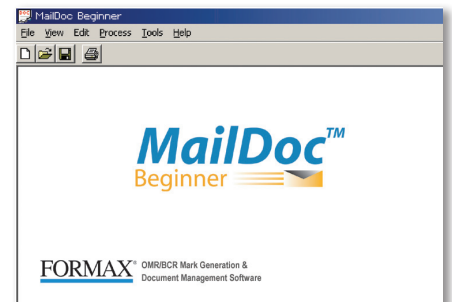 MailDoc Beginner
File View Edit Process Tools Help
MailDoc™
Beginner
FORMAX® OMR/BCR Mark Generation &
Document Management Software